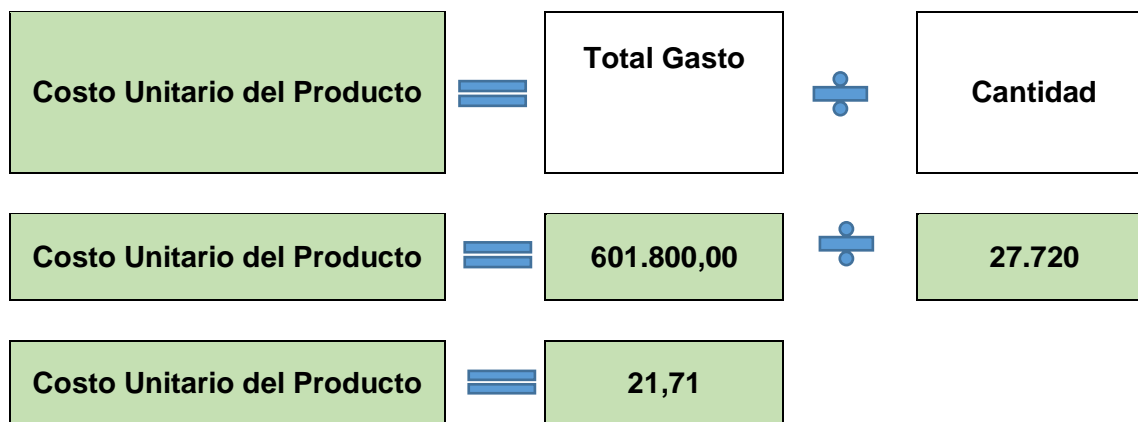 Costo Unitario del Producto
Total Gasto
Cantidad
Costo Unitario del Producto
601.800,00
27.720
Costo Unitario del Producto
21,71